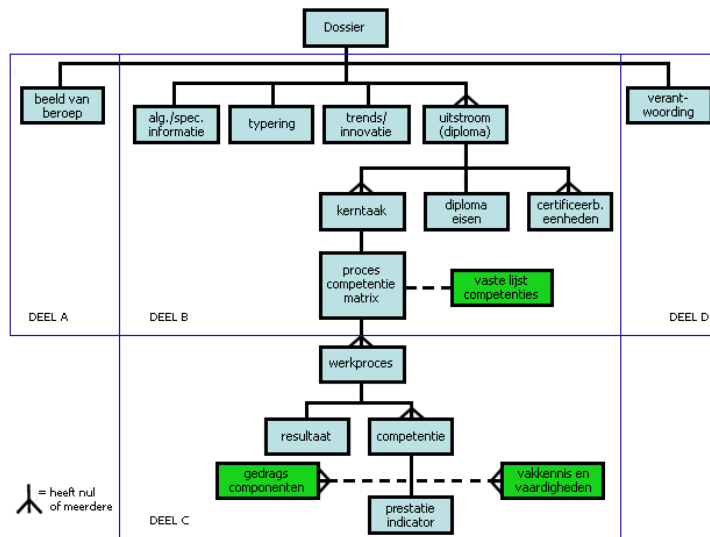 Dossier
beeld van
beroep
alg./spec.
informatie
typering
trends/
innovatie
uitstroom
(diploma)
verant-
woording
kerntaak
diploma
eisen
certificeerb.
eenheden
proces
competentie
matrix
vaste lijst
competenties
DEEL A
DEEL B
DEEL D
werkproces
resultaat
competentie
gedrags
componenten
vakkennis en
vaardigheden
= heeft nul
of meerdere
prestatie
indicator
DEEL C